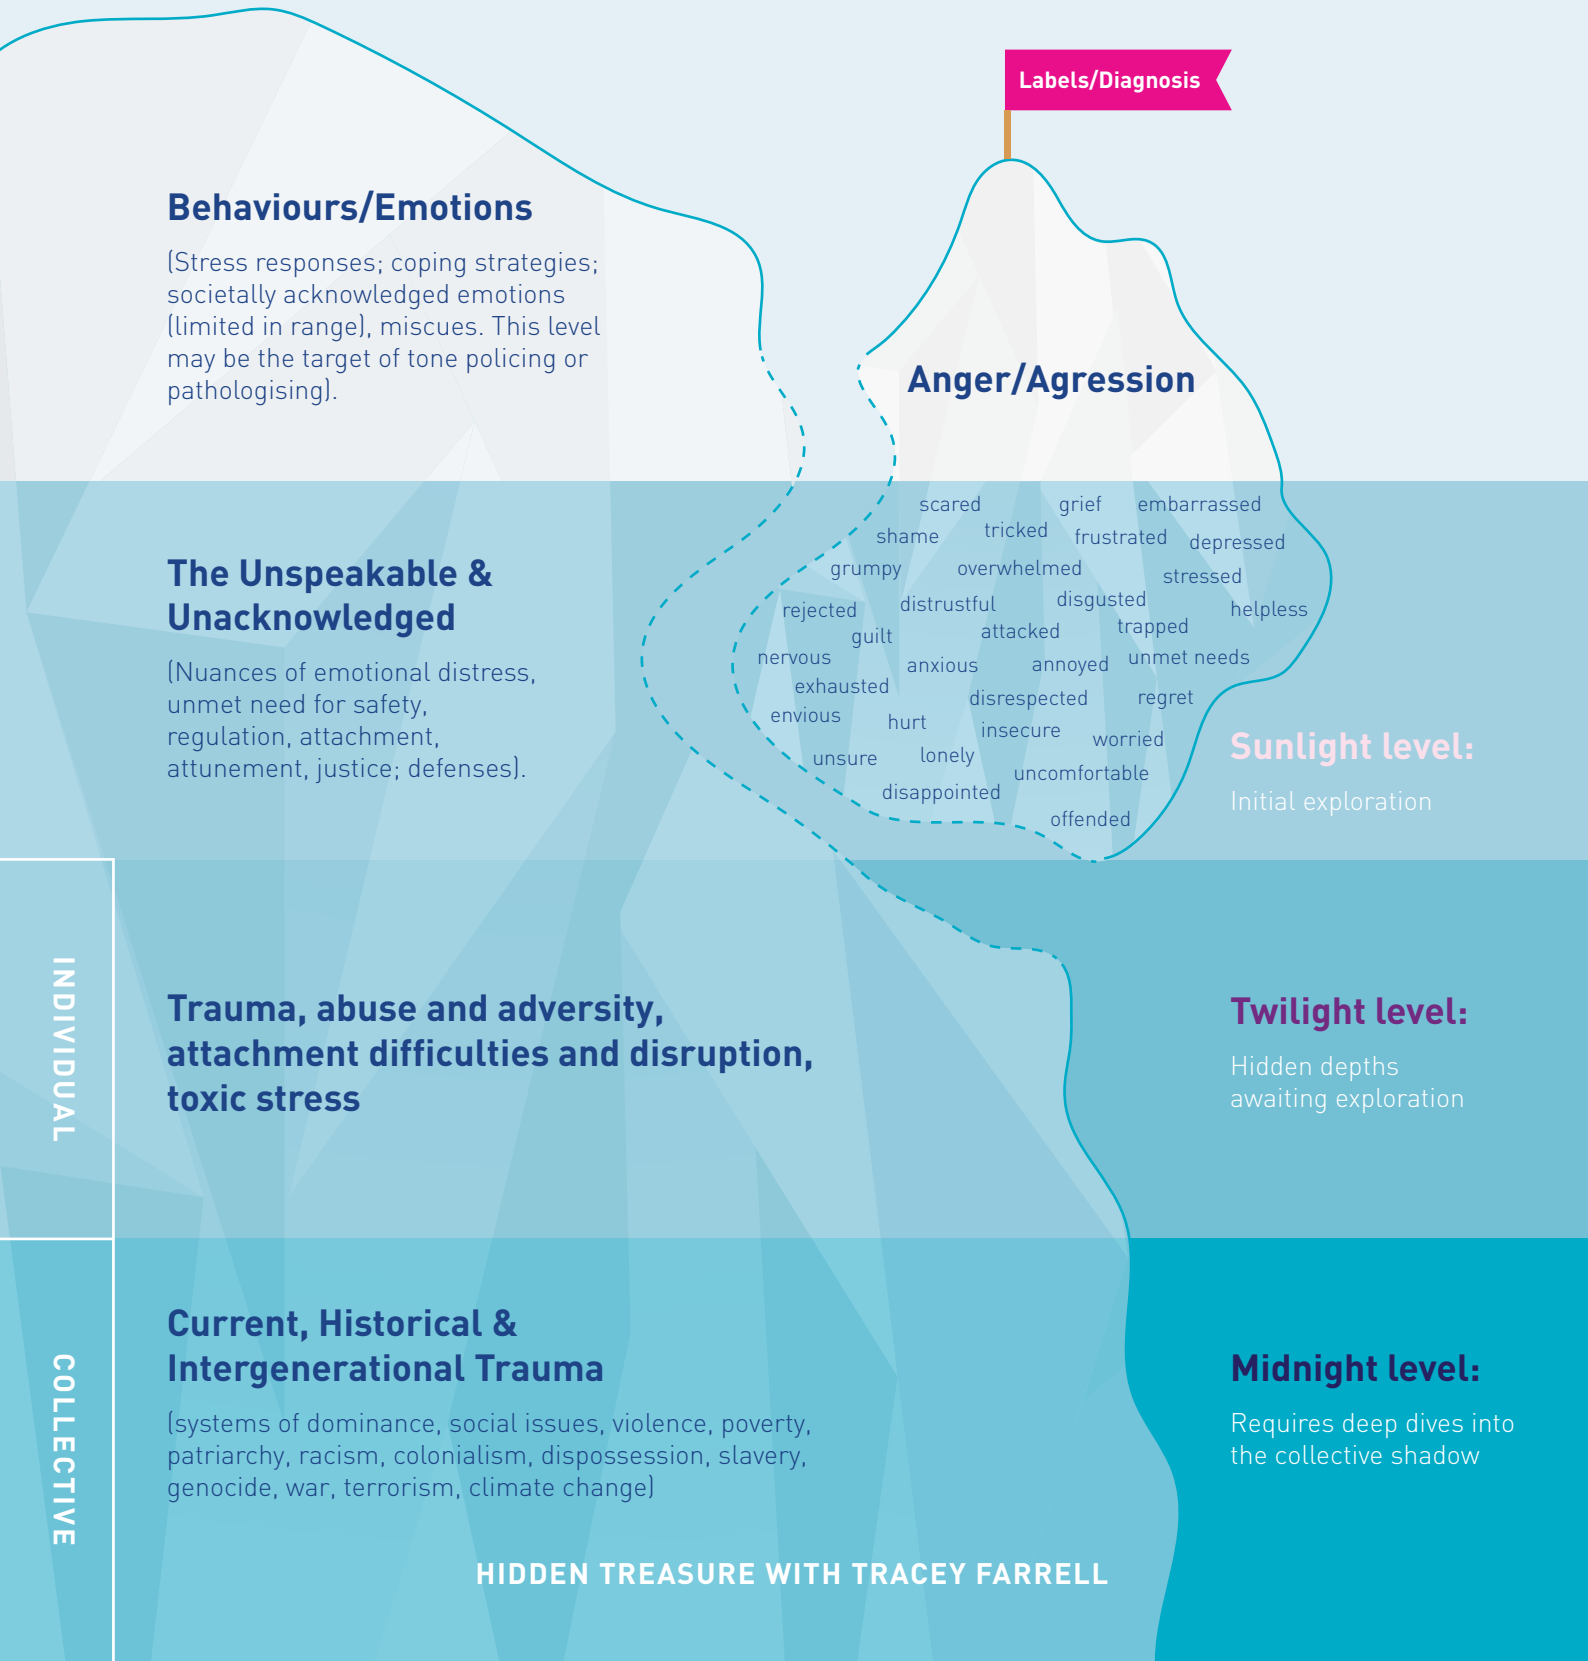 Labels/Diagnosis
Behaviours/Emotions
(Stress responses; coping strategies;
societally acknowledged emotions
(limited in range), miscues. This level
may be the target of tone policing or
pathologising).
Anger/Agression
The Unspeakable &
Unacknowledged
(Nuances of emotional distress,
unmet need for safety,
regulation, attachment,
attunement, justice; defenses).
scared grief embarrassed
shame tricked frustrated depressed
grumpy overwhelmed stressed
rejected distrustful disgusted helpless
guilt attacked trapped
nervous anxious annoyed unmet needs
exhausted disrespected regret
envious hurt insecure worried
unsure lonely uncomfortable
disappointed
offended
Sunlight level:
Initial exploration
INDIVIDUAL
Trauma, abuse and adversity,
attachment difficulties and disruption,
toxic stress
Twilight level:
Hidden depths
awaiting exploration
COLLECTIVE
Current, Historical &
Intergenerational Trauma
(systems of dominance, social issues, violence, poverty,
patriarchy, racism, colonialism, dispossession, slavery,
genocide, war, terrorism, climate change)
Midnight level:
Requires deep dives into
the collective shadow
HIDDEN TREASURE WITH TRACEY FARRELL